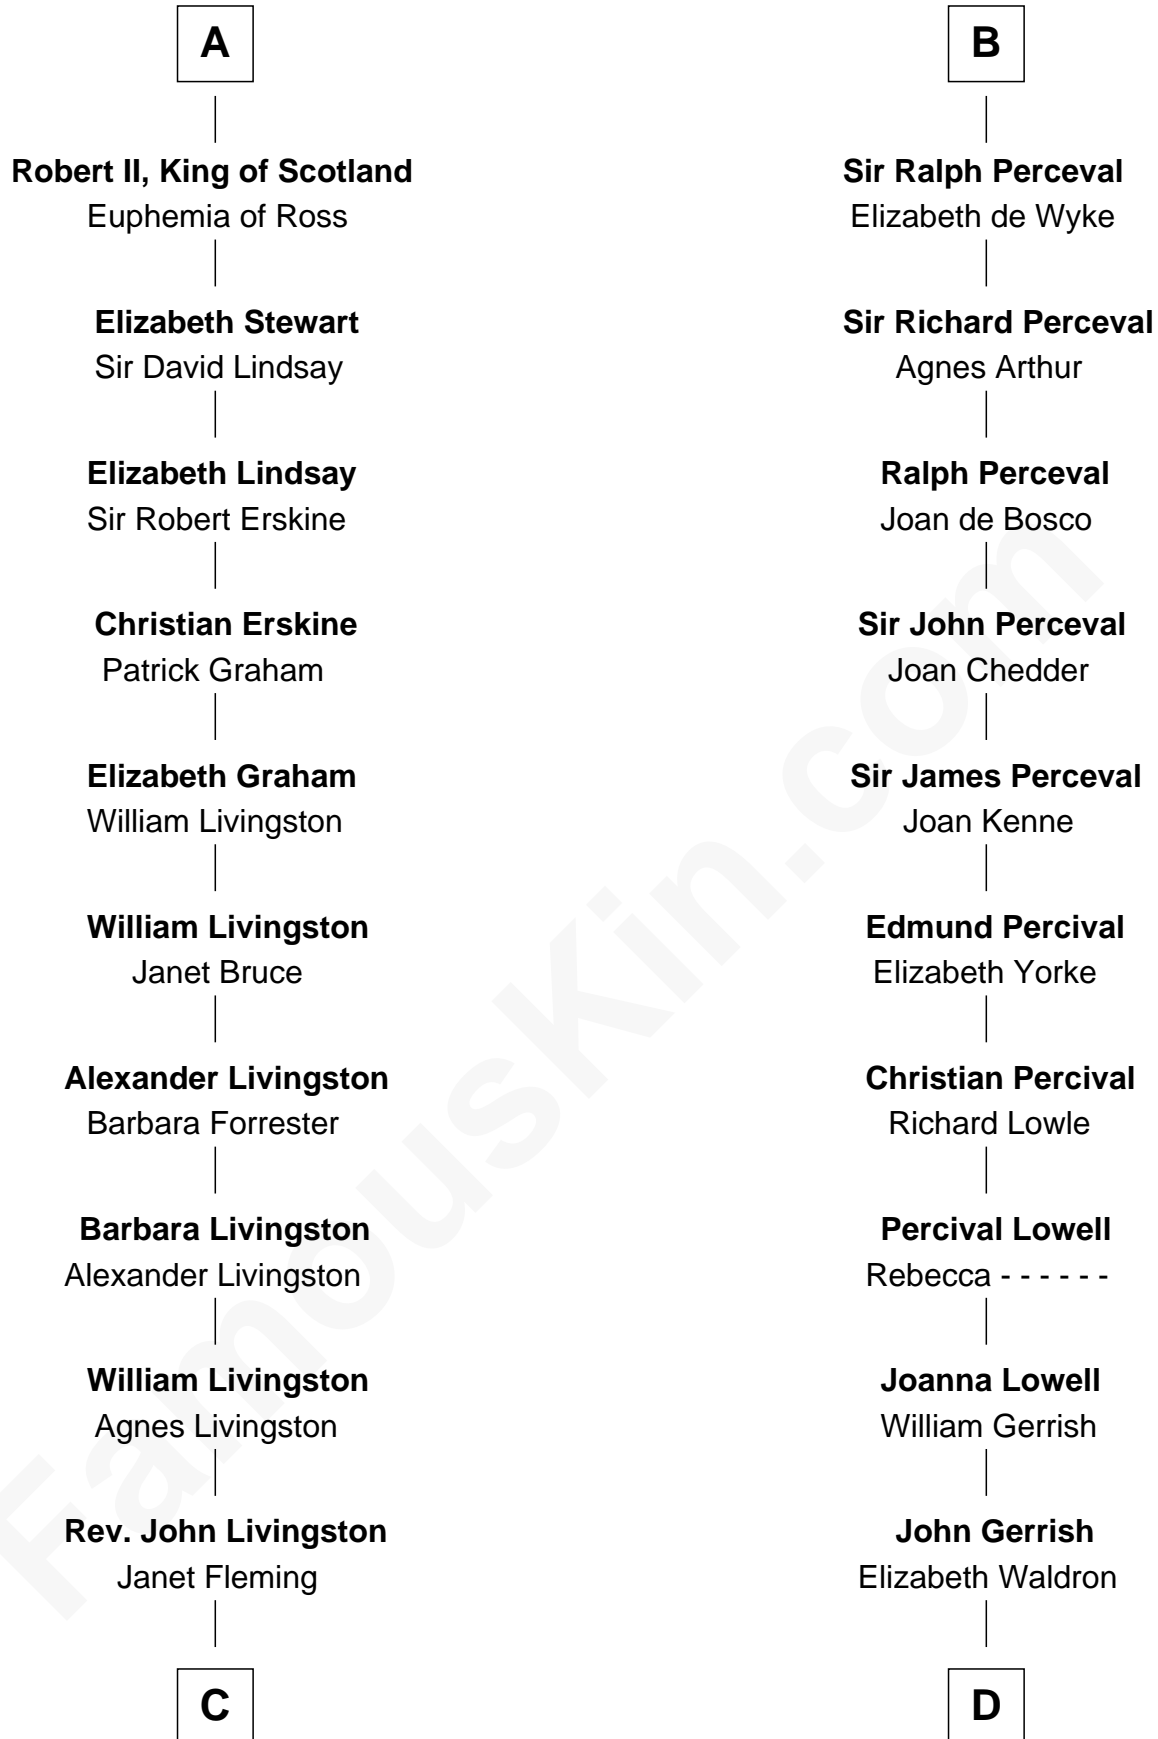 A
Robert II, King of Scotland
Euphemia of Ross
Elizabeth Stewart
Sir David Lindsay
Elizabeth Lindsay
Sir Robert Erskine
Christian Erskine
Patrick Graham
Elizabeth Graham
William Livingston
William Livingston
Janet Bruce
Alexander Livingston
Barbara Forrester
Barbara Livingston
Alexander Livingston
William Livingston
Agnes Livingston
Rev. John Livingston
Janet Fleming
C
B
Sir Ralph Perceval
Elizabeth de Wyke
Sir Richard Perceval
Agnes Arthur
Ralph Perceval
Joan de Bosco
Sir John Perceval
Joan Chedder
Sir James Perceval
Joan Kenne
Edmund Percival
Elizabeth Yorke
Christian Percival
Richard Lowle
Percival Lowell
Rebecca - - - - - -
Joanna Lowell
William Gerrish
John Gerrish
Elizabeth Waldron
D
FamousKin.com